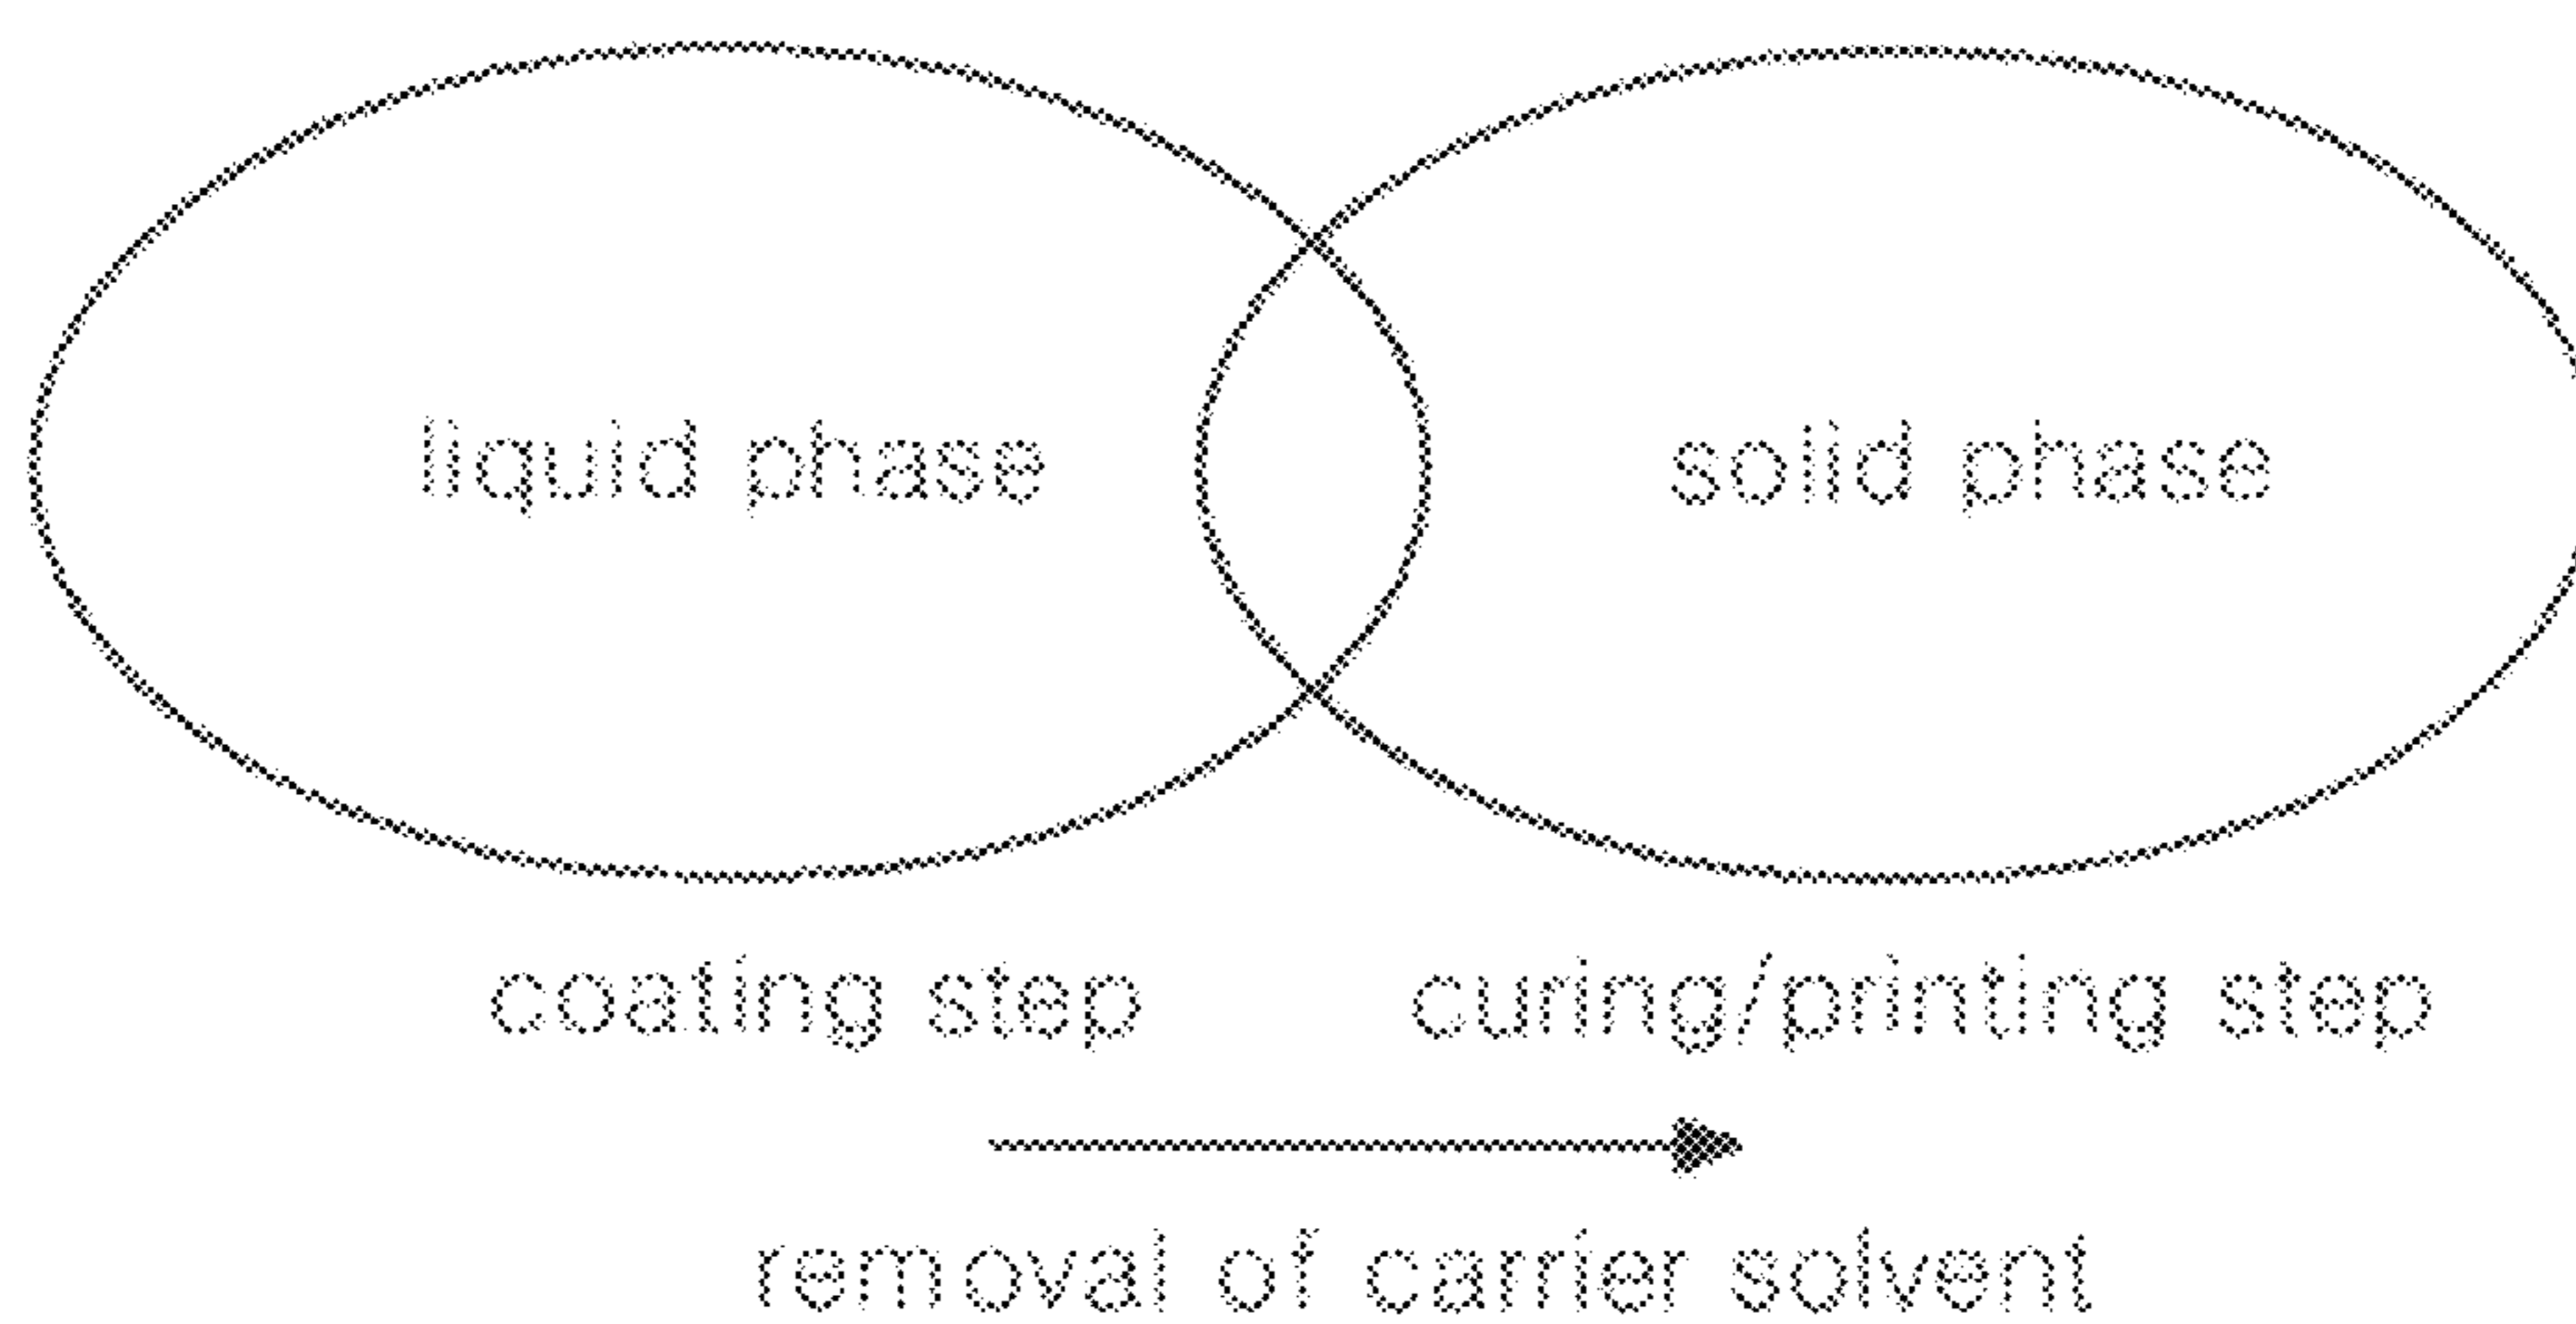 liquid phase
solid phase
coating step
curing/printing step
removal of carrier solvent